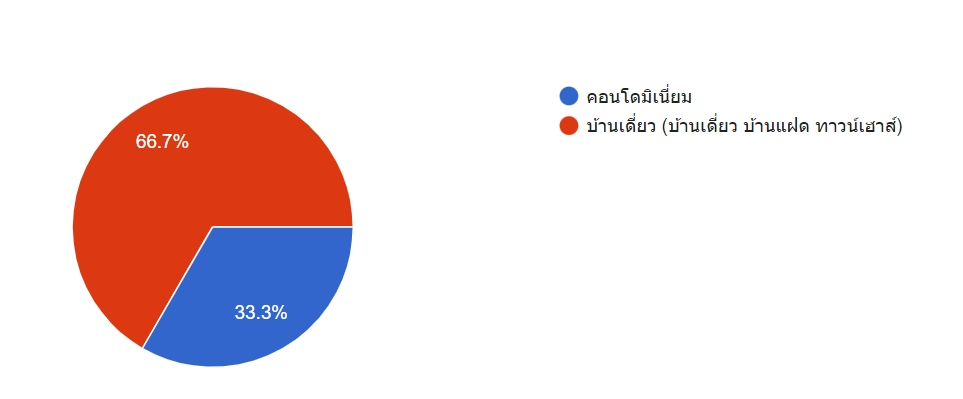 66.7%
33.3%
คอนโดมิเนี่ยม
บ้านเดี่ยว (บ้านเดี่ยว บ้านแฝด ทาวน์เฮาส์)